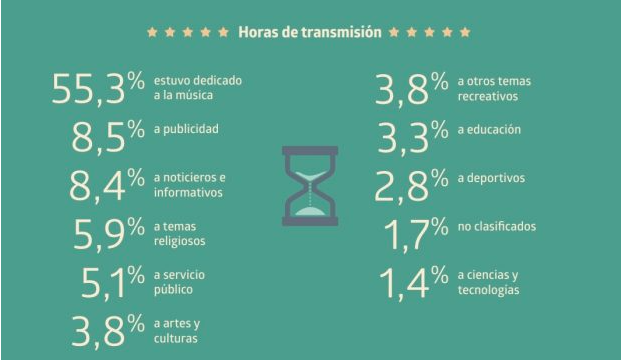 Horas de transmisión
55,3% estuvo dedicado
a la música
8,5% a publicidad
8,4% a noticieros e
informativos
5,9% a temas
religiosos
5,1% a servicio
público
3,8% a artes y
culturas
3,8% a otros temas
recreativos
3,3% a educación
2,8% a deportivos
1,7% no clasificados
1,4% a ciencias y
tecnologías